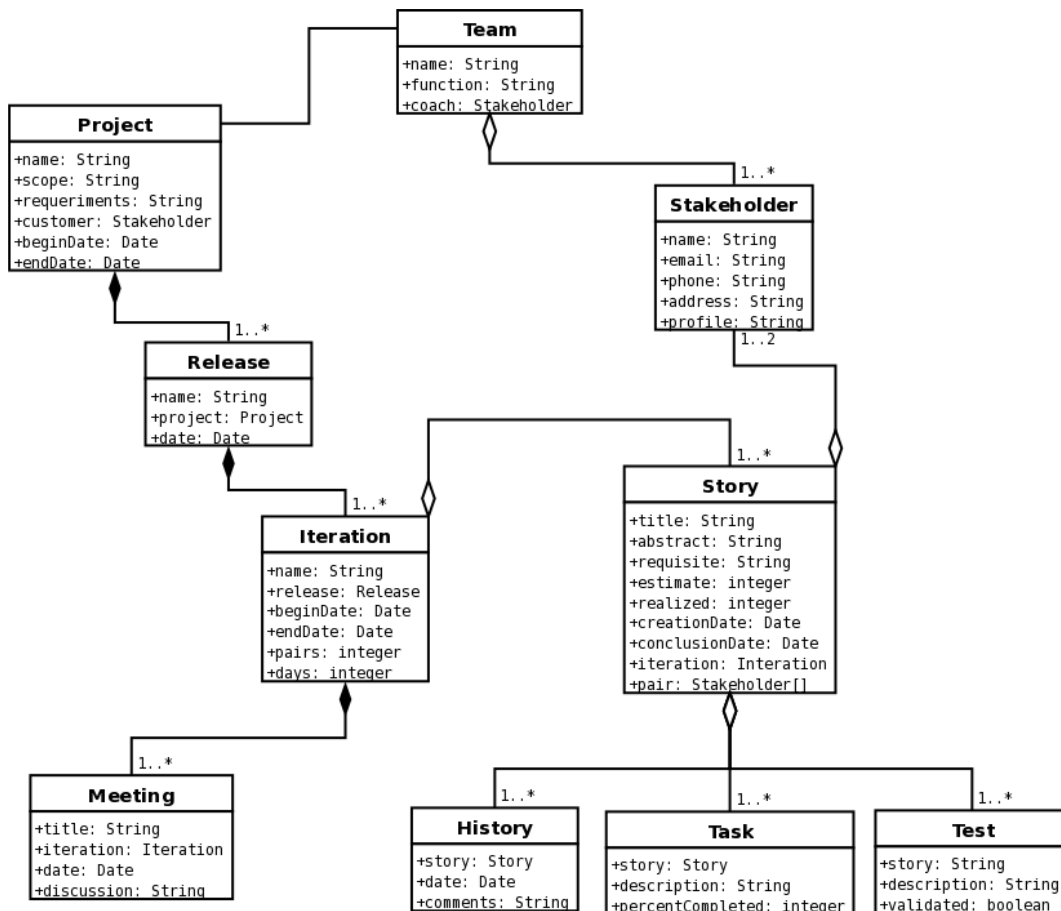 Team
+name: String
+function: String
+coach: Stakeholder
Project
+name: String
+scope: String
+requeriments: String
+customer: Stakeholder
+beginDate: Date
+endDate: Date
1..*
Stakeholder
+name: String
+email: String
+phone: String
+address: String
+profile: String
1..2
1..*
Release
+name: String
+project: Project
+date: Date
1..*
Iteration
+name: String
+release: Release
+beginDate: Date
+endDate: Date
+pairs: integer
+days: integer
1..*
Story
+title: String
+abstract: String
+requisite: String
+estimate: integer
+realized: integer
+creationDate: Date
+conclusionDate: Date
+iteration: Interation
+pair: Stakeholder[]
1..*
Meeting
+title: String
+iteration: Iteration
+date: Date
+discussion: String
1..*
History
+story: Story
+date: Date
+comments: String
1..*
Task
+story: Story
+description: String
+percentCompleted: integer
1..*
Test
+story: String
+description: String
+validated: boolean